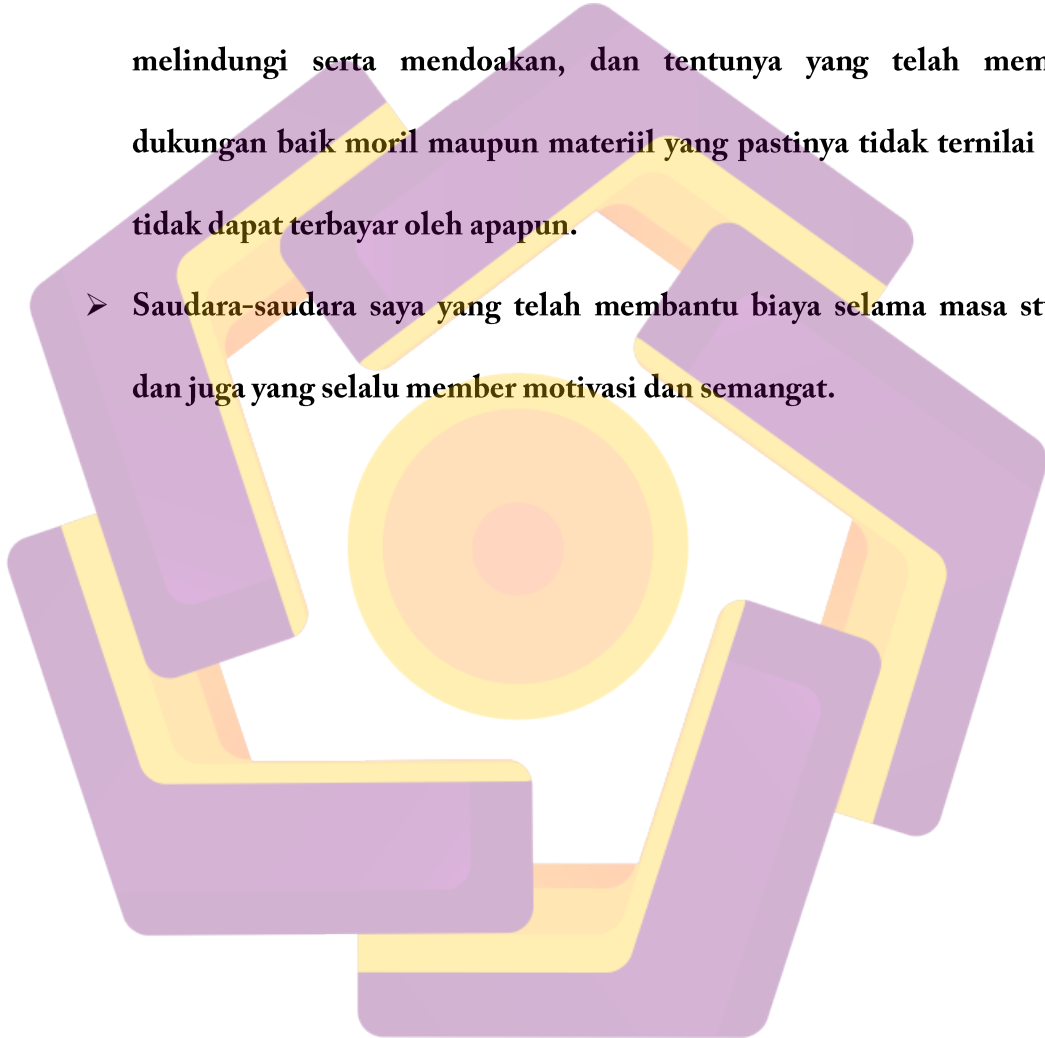 melindungi serta mendoakan, dan tentunya yang telah
dukungan baik moril maupun materiil yang pastinya tidak ternilai
tidak dapat terbayar oleh apapun.
➢ Saudara-saudara saya yang telah membantu biaya selama masa
dan juga yang selalu member motivasi dan semangat.